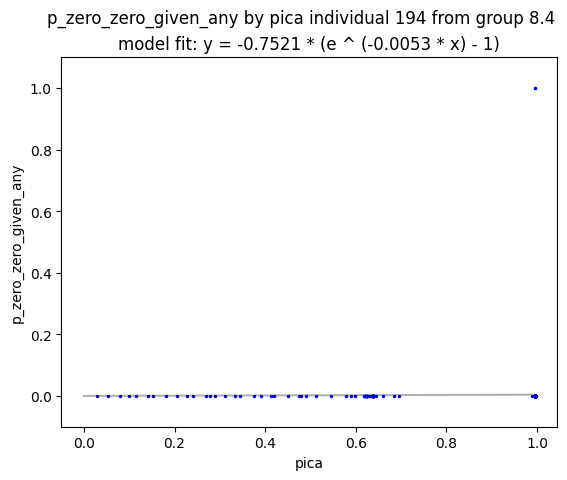 p_zero_zero_given_any by pica individual 194 from group 8.4
model fit: y = -0.7521 * (e ^ (-0.0053 * x) - 1)
p_zero_zero_given_any
1.0
0.8
0.6
0.4
0.2
0.0
0.0 0.2 0.4 0.6 0.8 1.0
pica